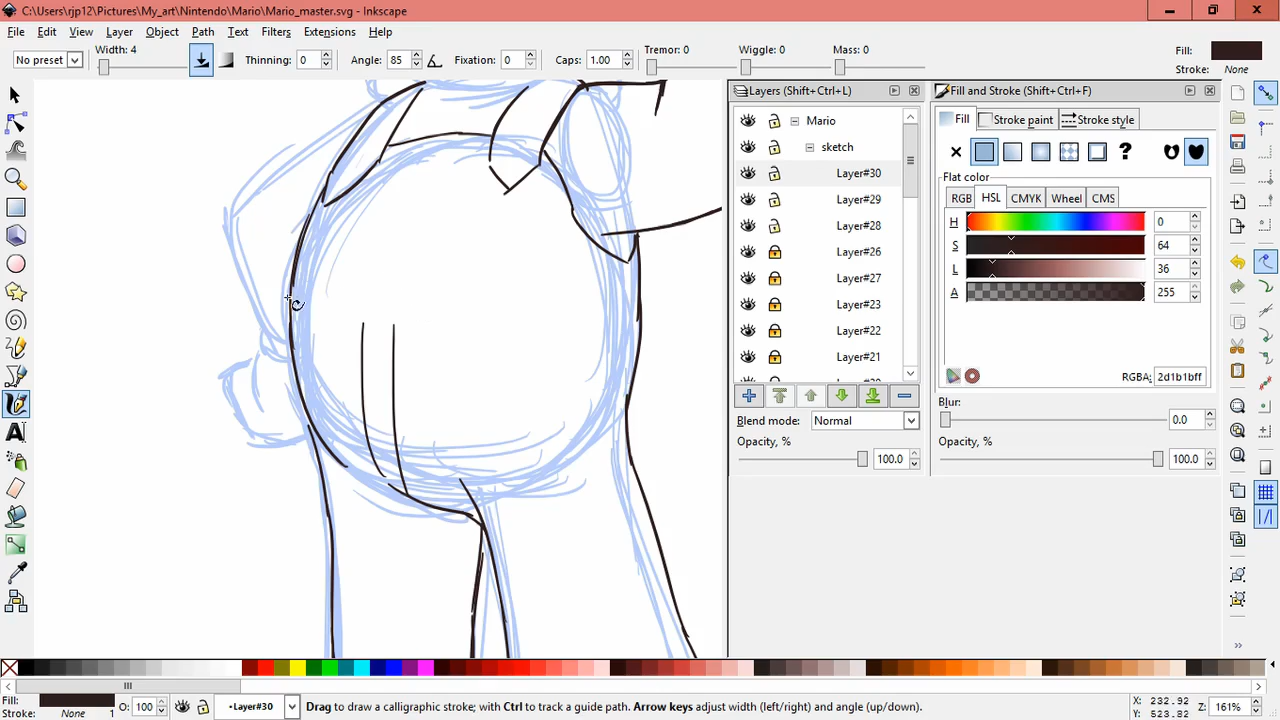 C:\Users\rjp12\Pictures\My_art\Nintendo\Mario\Mario_master.svg - Inkscape
File Edit View Layer Object Path Text Filters Extensions Help
No preset Width: 4 Thinning: 0 Angle: 85 Fixation: 0 Caps: 1.00 Tremor: 0 Wiggle: 0 Mass: 0 Fill: Stroke: None
Layers (Shift+Ctrl+L)
Mario
sketch
Layer#30
Layer#29
Layer#28
Layer#26
Layer#27
Layer#23
Layer#22
Layer#21
Blend mode: Normal
Opacity, % 100.0
Fill and Stroke (Shift+Ctrl+F)
Fill Stroke paint Stroke style
?
Flat color
RGB HSL CMYK Wheel CMS
H 0
S 64
L 36
A 255
RGBA: 2d1b1bff
Blur: 0.0
Opacity, % 100.0
Fill: Stroke: None 1 O: 100 •Layer#30 Drag to draw a calligraphic stroke; with Ctrl to track a guide path. Arrow keys adjust width (left/right) and angle (up/down). X: 232.92 Y: 523.82 Z: 161%